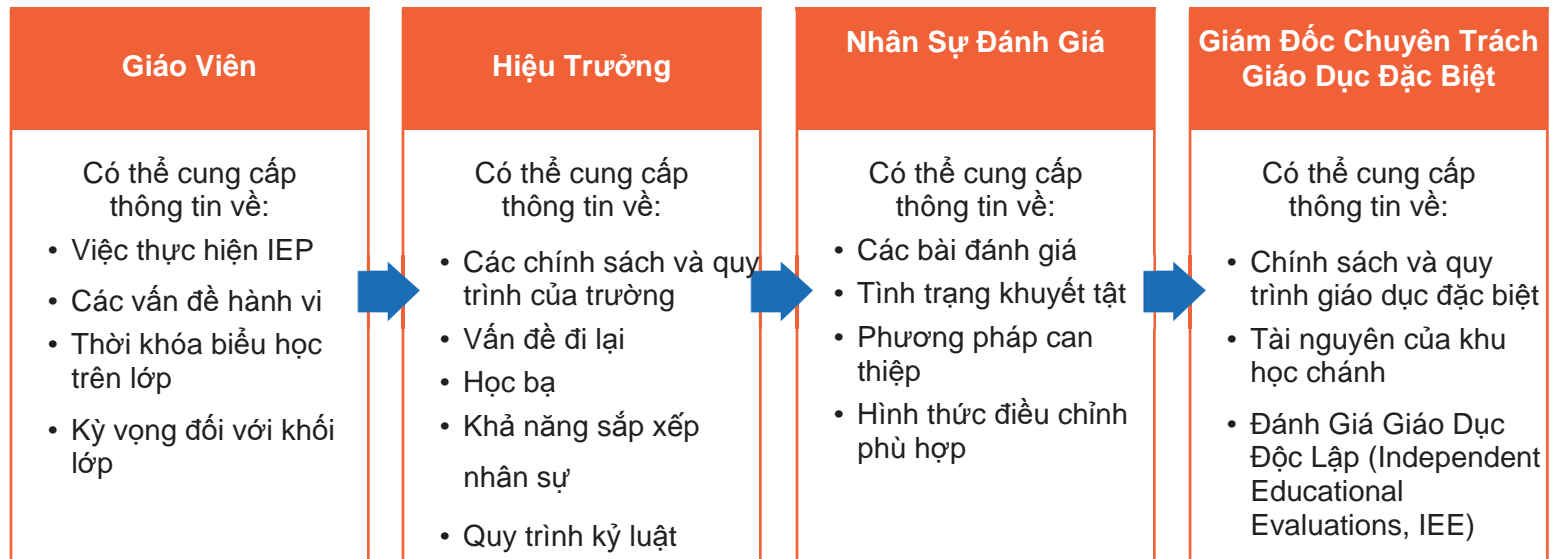 Giáo Viên
Có thể cung cấp
thông tin về:
• Việc thực hiện IEP
• Các vấn đề hành vi
• Thời khóa biểu học
trên lớp
• Kỳ vọng đối với khối
lớp
Hiệu Trưởng
Có thể cung cấp
thông tin về:
• Các chính sách và quy
trình của trường
• Vấn đề đi lại
• Học bạ
• Khả năng sắp xếp
nhân sự
• Quy trình kỷ luật
Nhân Sự Đánh Giá
Có thể cung cấp
thông tin về:
• Các bài đánh giá
• Tình trạng khuyết tật
• Phương pháp can
thiệp
• Hình thức điều chỉnh
phù hợp
Giám Đốc Chuyên Trách
Giáo Dục Đặc Biệt
Có thể cung cấp
thông tin về:
• Chính sách và quy
trình giáo dục đặc biệt
• Tài nguyên của khu
học chánh
• Đánh Giá Giáo Dục
Độc Lập (Independent
Educational
Evaluations, IEE)